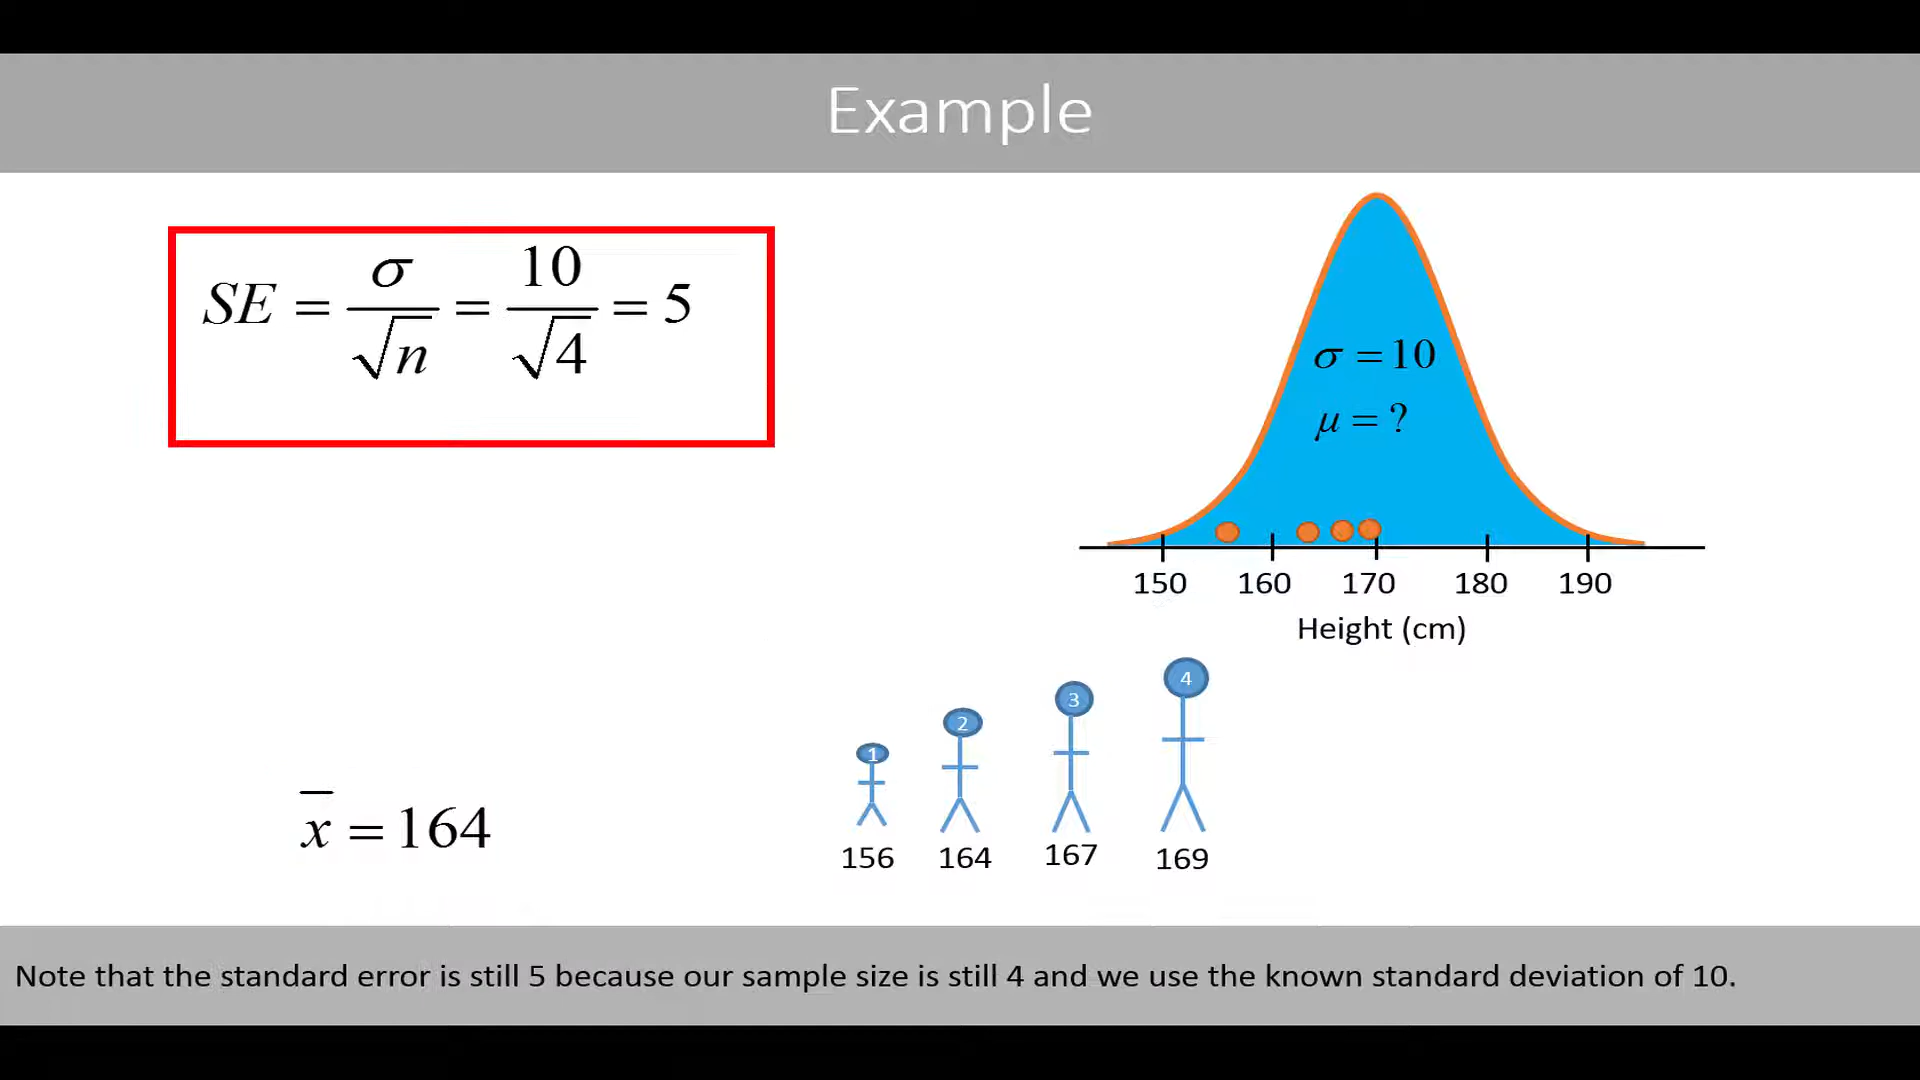 Example
SE = σ/√n = 10/√4 = 5
σ = 10
μ = ?
150 160 170 180 190
Height (cm)
1 2 3 4
156 164 167 169
x̄ = 164
Note that the standard error is still 5 because our sample size is still 4 and we use the known standard deviation of 10.